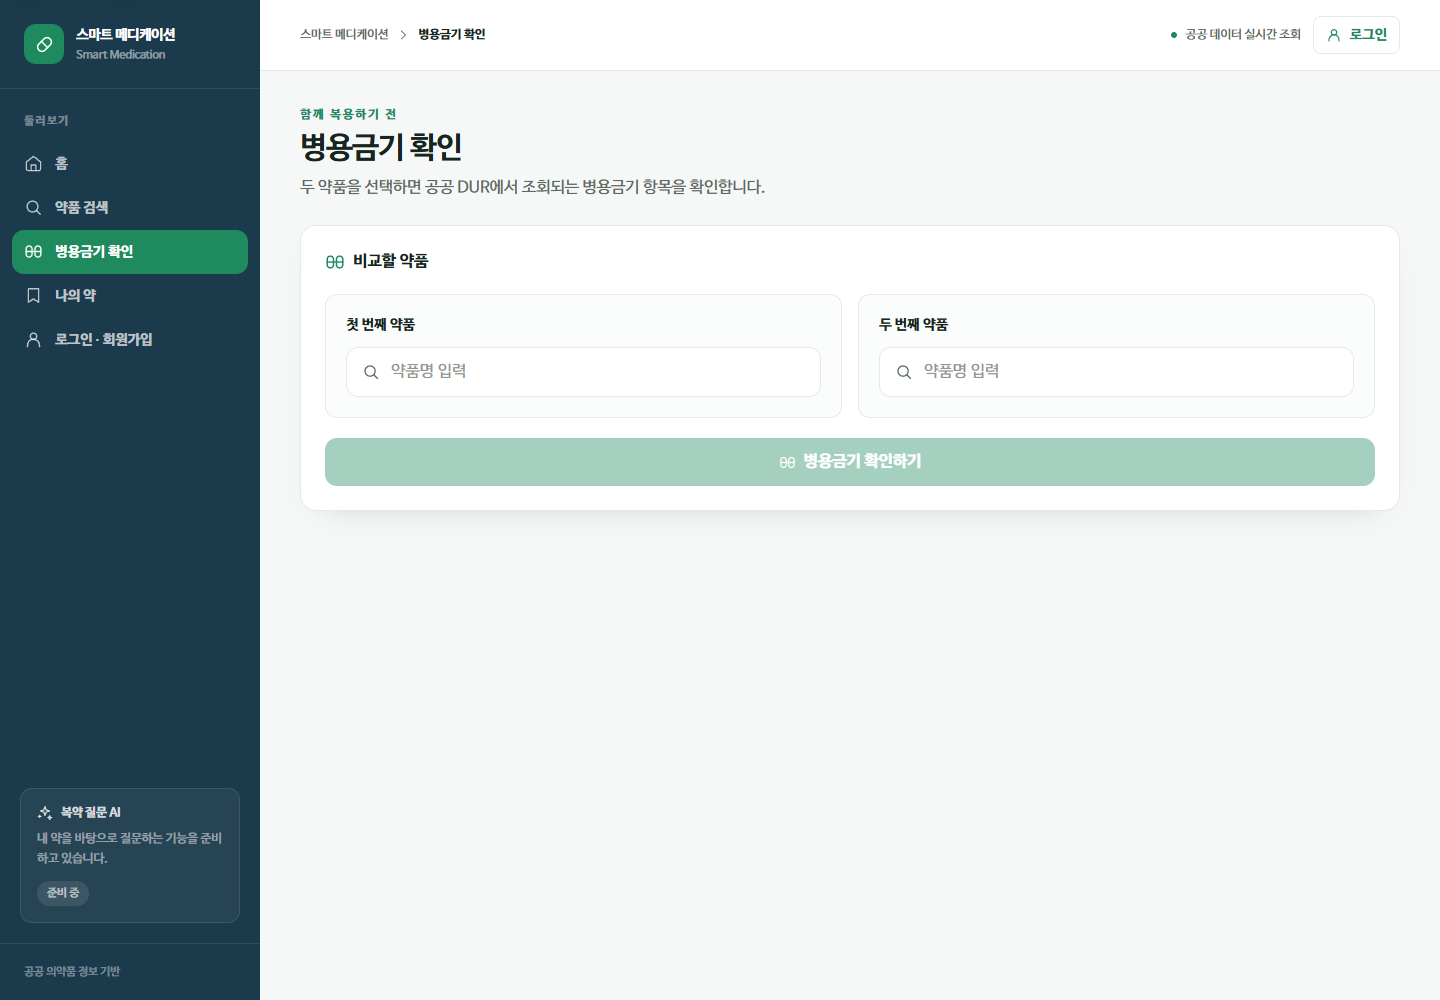 스마트 메디케이션
Smart Medication
둘러보기
홈
약품 검색
병용금기 확인
나의 약
로그인 · 회원가입
복약 질문 AI
내 약을 바탕으로 질문하는 기능을 준비
하고 있습니다.
준비 중
공공 의약품 정보 기반
스마트 메디케이션 > 병용금기 확인
공공 데이터 실시간 조회
로그인
함께 복용하기 전
병용금기 확인
두 약품을 선택하면 공공 DUR에서 조회되는 병용금기 항목을 확인합니다.
비교할 약품
첫 번째 약품
약품명 입력
두 번째 약품
약품명 입력
병용금기 확인하기